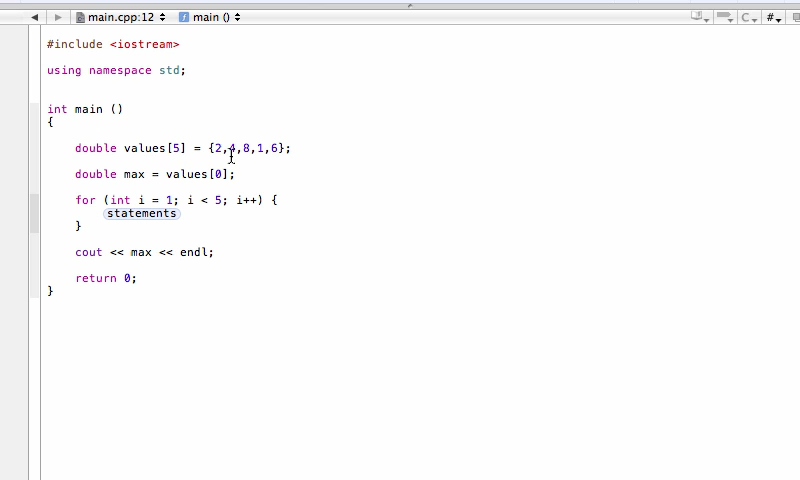 main.cpp:12 main ()
C #
#include <iostream>
using namespace std;
int main ()
{
double values[5] = {2,4,8,1,6};
double max = values[0];
for (int i = 1; i < 5; i++) {
statements
}
cout << max << endl;
return 0;
}